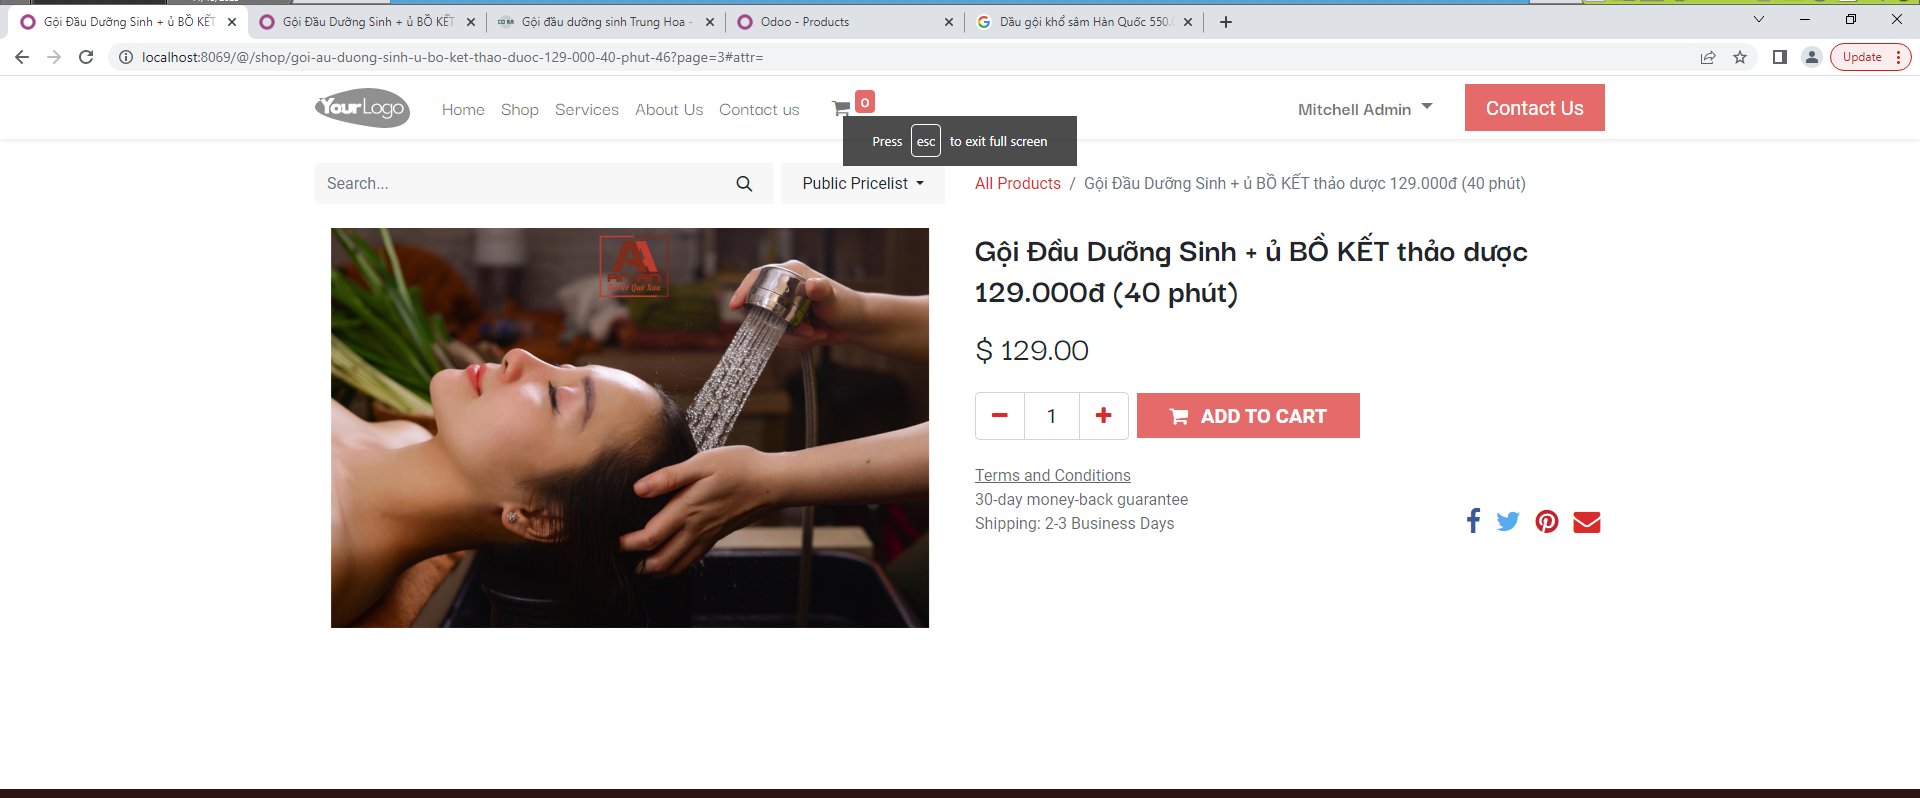 Gội Đầu Dưỡng Sinh + ủ BỒ KẾT
Gội Đầu Dưỡng Sinh + ủ BỒ KẾT
Gội đầu dưỡng sinh Trung Hoa -
Odoo - Products
Dầu gội khổ sâm Hàn Quốc 550.
localhost:8069/@/shop/goi-au-duong-sinh-u-bo-ket-thao-duoc-129-000-40-phut-46?page=3#attr=
Update
YourLogo
Home
Shop
Services
About Us
Contact us
0
Mitchell Admin
Contact Us
Press esc to exit full screen
Search...
Public Pricelist
All Products / Gội Đầu Dưỡng Sinh + ủ BỒ KẾT thảo dược 129.000đ (40 phút)
AN AN
Gội Đầu Dưỡng Sinh + ủ BỒ KẾT thảo dược
129.000đ (40 phút)
$ 129.00
1
ADD TO CART
Terms and Conditions
30-day money-back guarantee
Shipping: 2-3 Business Days